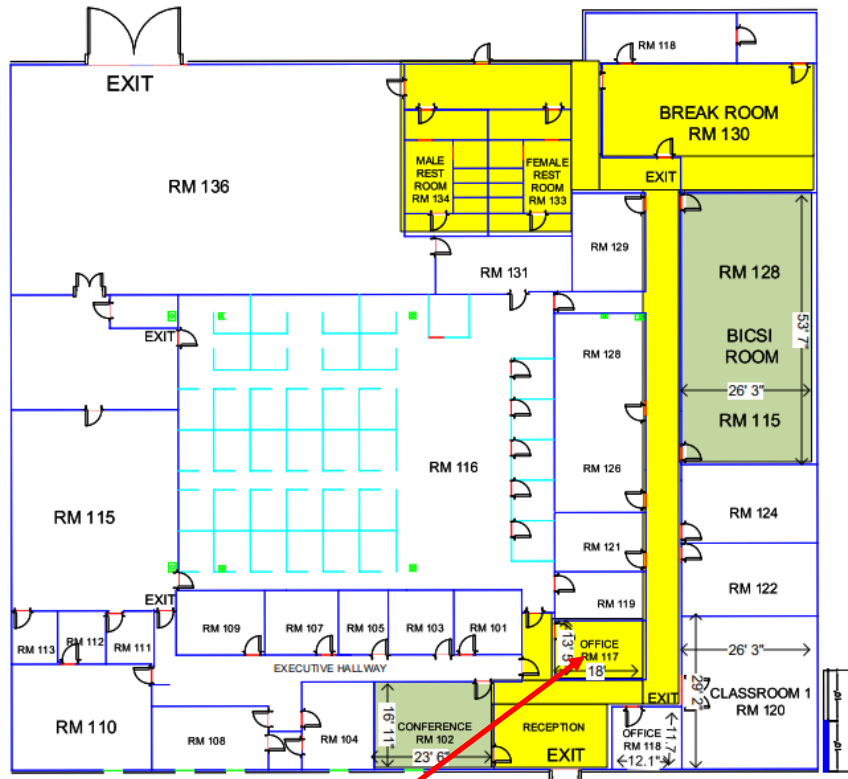 RM 118
EXIT
BREAK ROOM
RM 130
MALE
REST
ROOM
RM 134
FEMALE
REST
ROOM
RM 133
EXIT
RM 136
RM 129
RM 131
RM 128
BICSI
ROOM
53' 7"
26' 3"
RM 115
EXIT
RM 128
RM 116
RM 126
RM 115
RM 124
RM 121
RM 122
EXIT
RM 119
RM 113
RM 112
RM 111
RM 109
RM 107
RM 105
RM 103
RM 101
13' 5"
OFFICE
RM 117
18'
26' 3"
29' 2"
EXECUTIVE HALLWAY
EXIT
CLASSROOM 1
RM 120
RM 110
RM 108
RM 104
16' 11"
CONFERENCE
RM 102
23' 6"
RECEPTION
EXIT
OFFICE
RM 118
11.7'
12.1"